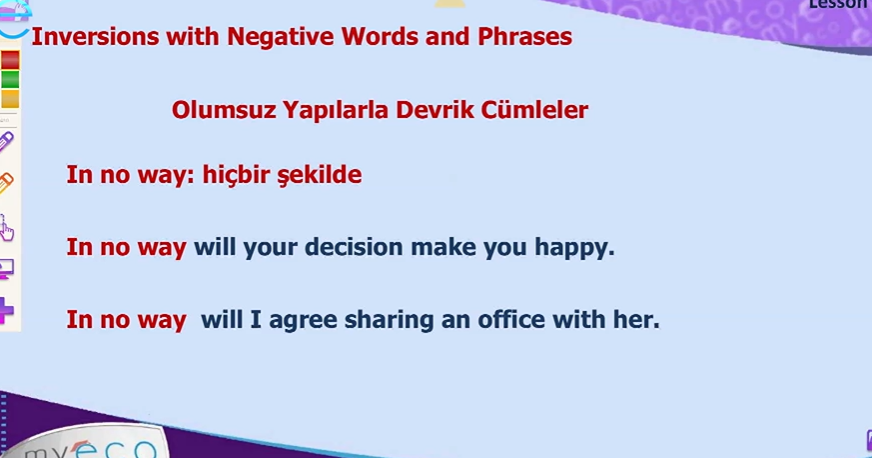 Lesson
Inversions with Negative Words and Phrases
Olumsuz Yapılarla Devrik Cümleler
In no way: hiçbir şekilde
In no way will your decision make you happy.
In no way will I agree sharing an office with her.
myeco